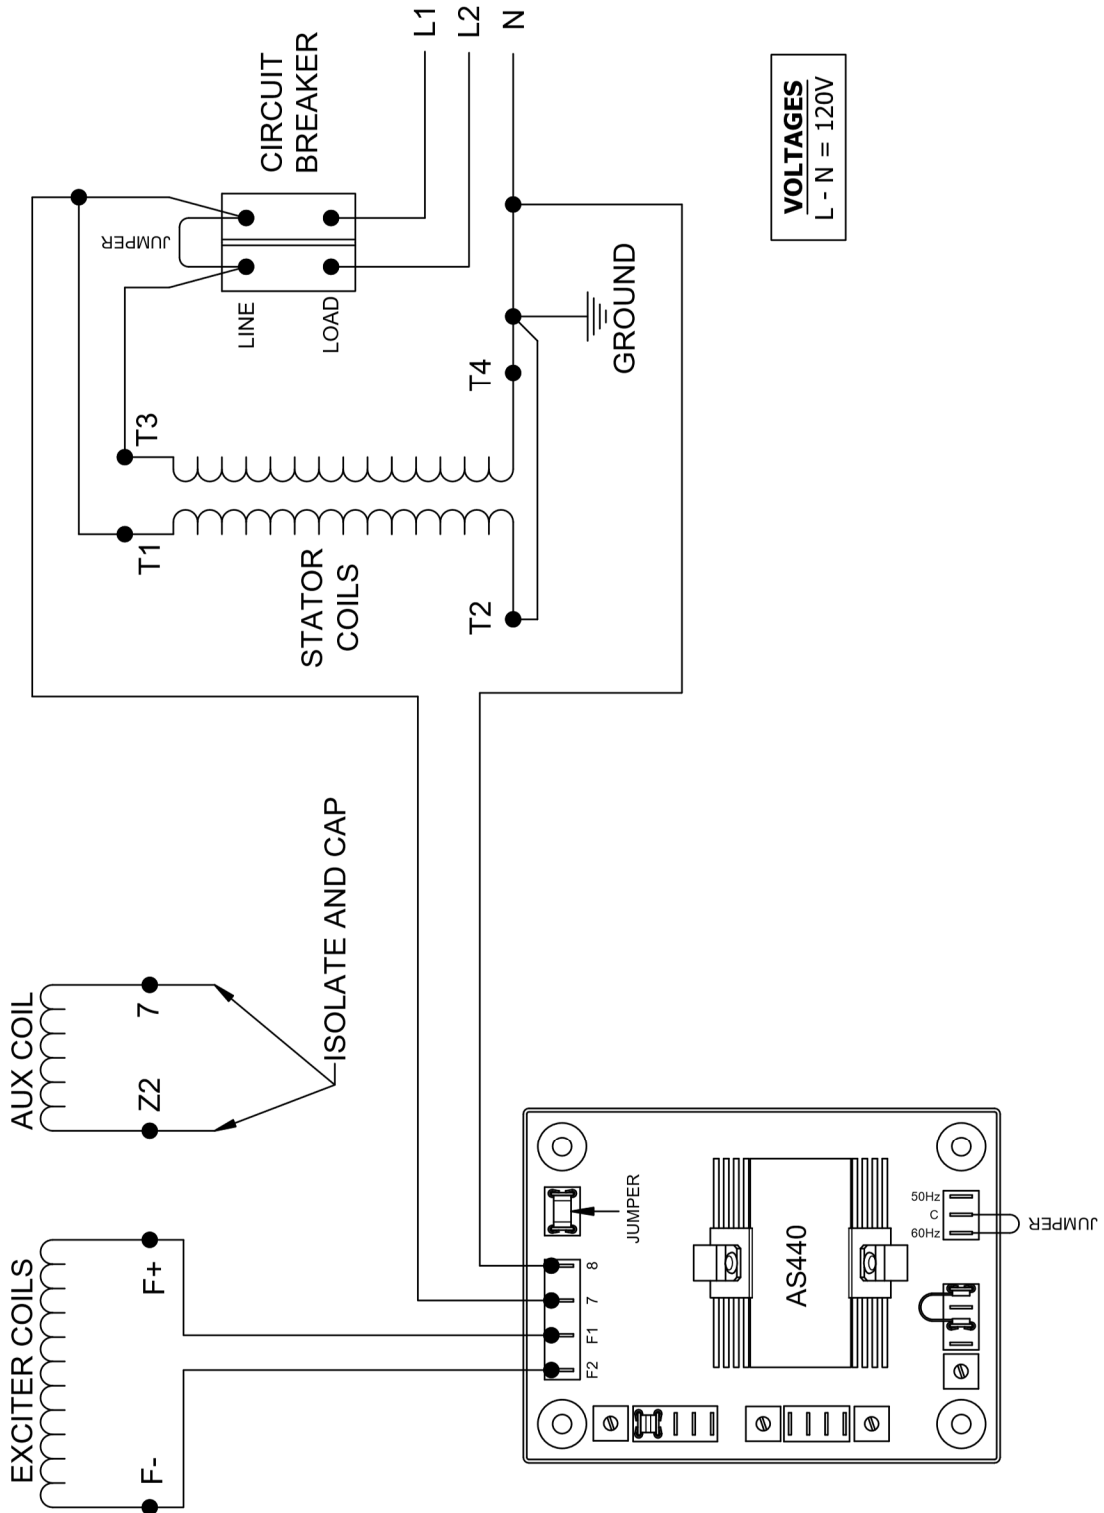 EXCITER COILS
F-
F+
AUX COIL
Z2
7
ISOLATE AND CAP
STATOR
COILS
T1
T3
T2
T4
JUMPER
CIRCUIT
BREAKER
LINE
LOAD
L1
L2
N
GROUND
VOLTAGES
L - N = 120V
F2
F1
7
8
JUMPER
AS440
50Hz
C
60Hz
JUMPER